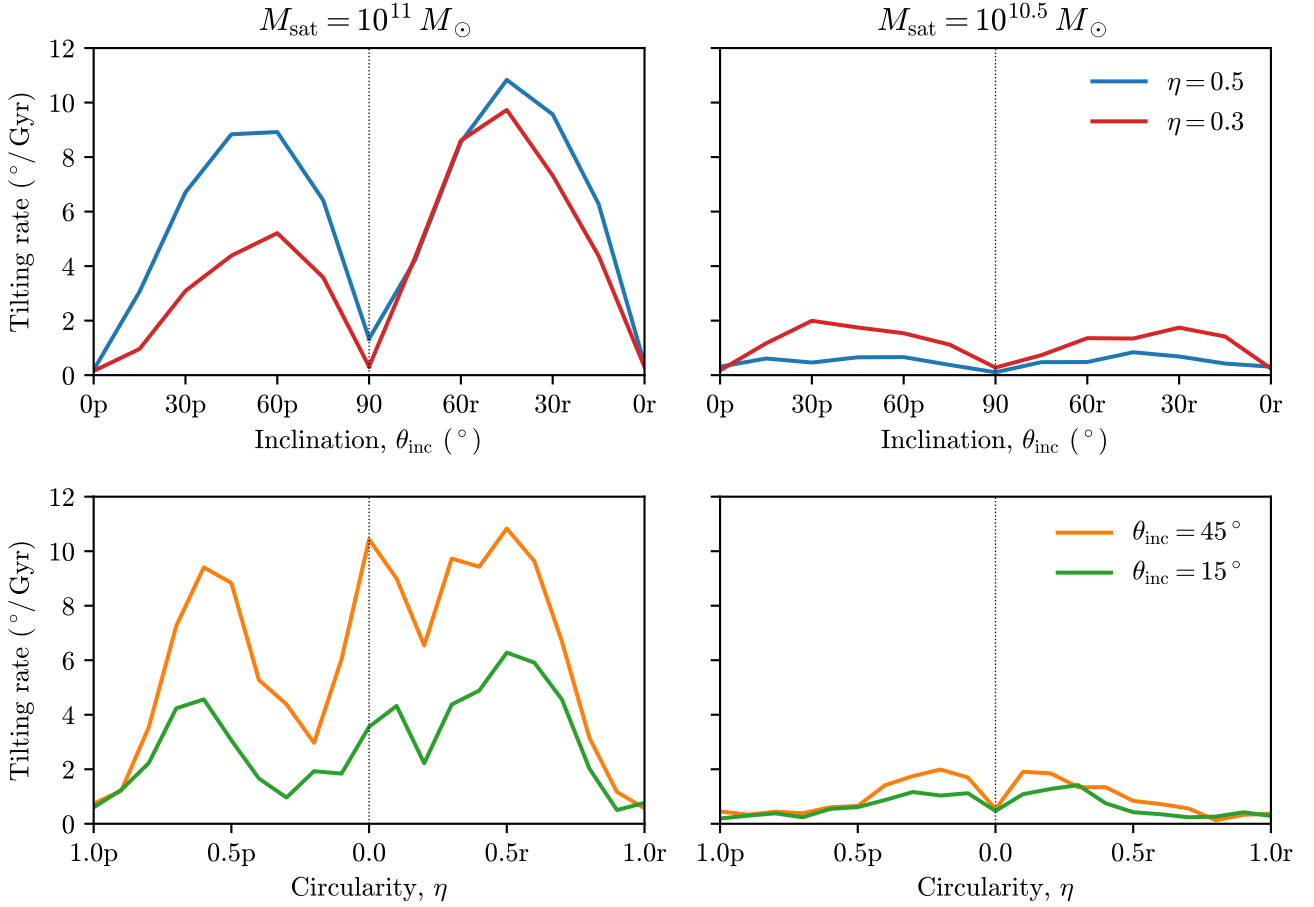 M_sat = 10^11 M_⊙
M_sat = 10^10.5 M_⊙
Tilting rate (°/Gyr)
12
10
8
6
4
2
0
η = 0.5
η = 0.3
0p 30p 60p 90 60r 30r 0r
0p 30p 60p 90 60r 30r 0r
Inclination, θ_inc (°)
Inclination, θ_inc (°)
Tilting rate (°/Gyr)
12
10
8
6
4
2
0
θ_inc = 45°
θ_inc = 15°
1.0p 0.5p 0.0 0.5r 1.0r
1.0p 0.5p 0.0 0.5r 1.0r
Circularity, η
Circularity, η